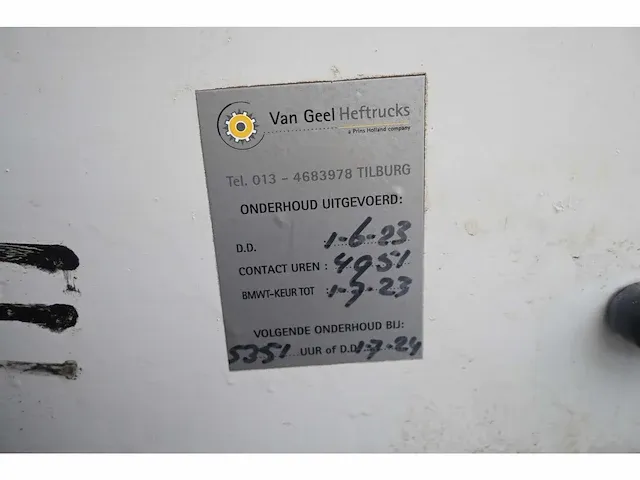 Van Geel Heftrucks
a Prins Holland company
Tel. 013 - 4683978 TILBURG
ONDERHOUD UITGEVOERD:
D.D. 1-6-23
CONTACT UREN : 4951
BMWT-KEUR TOT : 1-7-23
VOLGENDE ONDERHOUD BIJ:
5351 UUR of D.D. 1-7-24